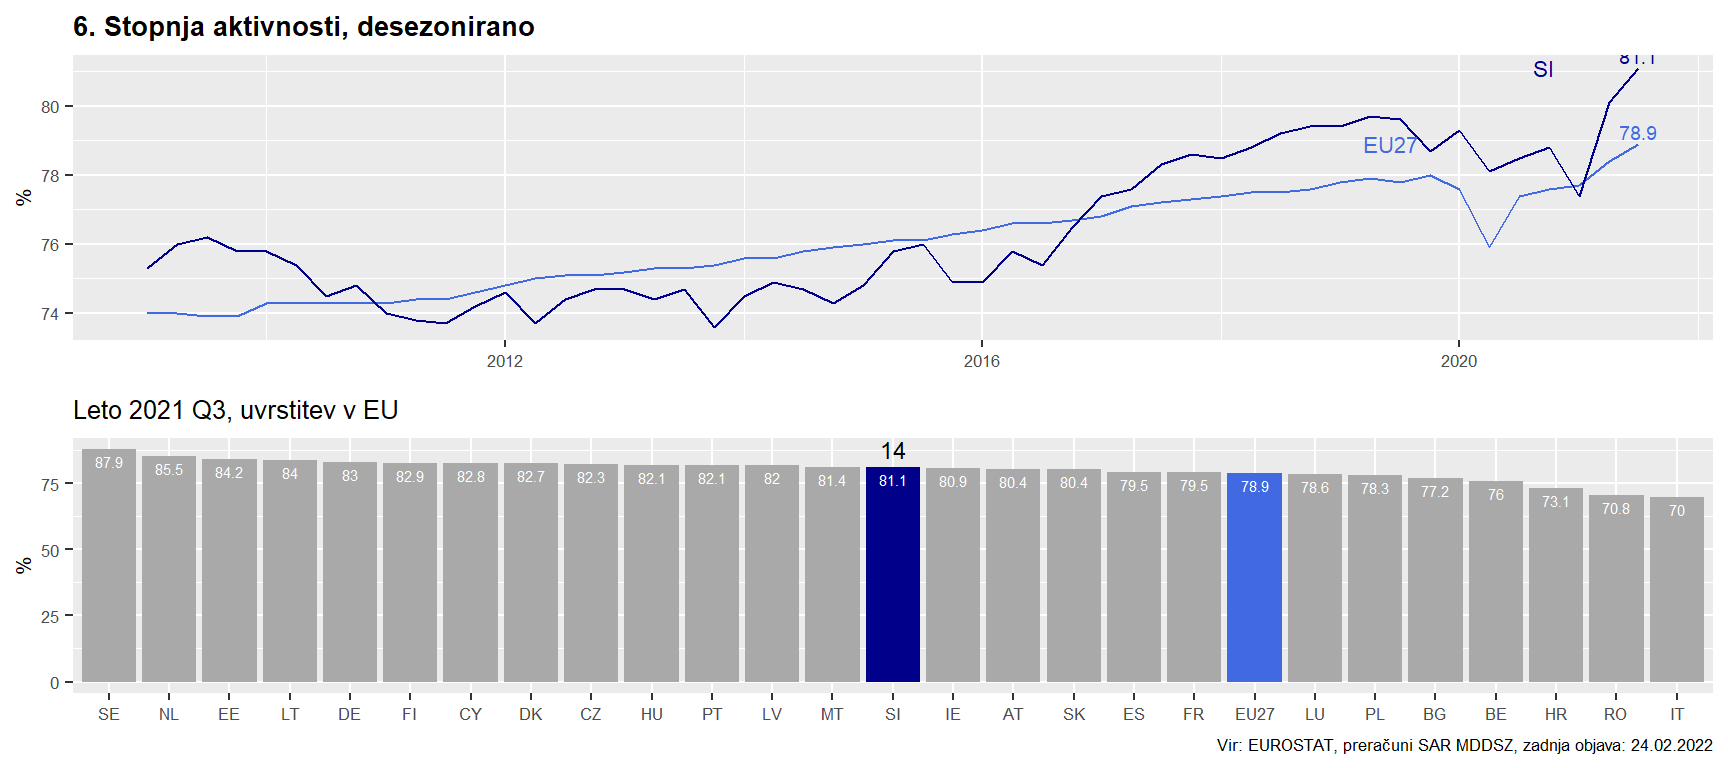 6. Stopnja aktivnosti, desezonirano
%
80
78
76
74
SI
81.1
EU27
78.9
2012 2016 2020
Leto 2021 Q3, uvrstitev v EU
%
75
50
25
0
14
87.9 85.5 84.2 84 83 82.9 82.8 82.7 82.3 82.1 82.1 82 81.4 81.1 80.9 80.4 80.4 79.5 79.5 78.9 78.6 78.3 77.2 76 73.1 70.8 70
SE NL EE LT DE FI CY DK CZ HU PT LV MT SI IE AT SK ES FR EU27 LU PL BG BE HR RO IT
Vir: EUROSTAT, preračuni SAR MDDSZ, zadnja objava: 24.02.2022